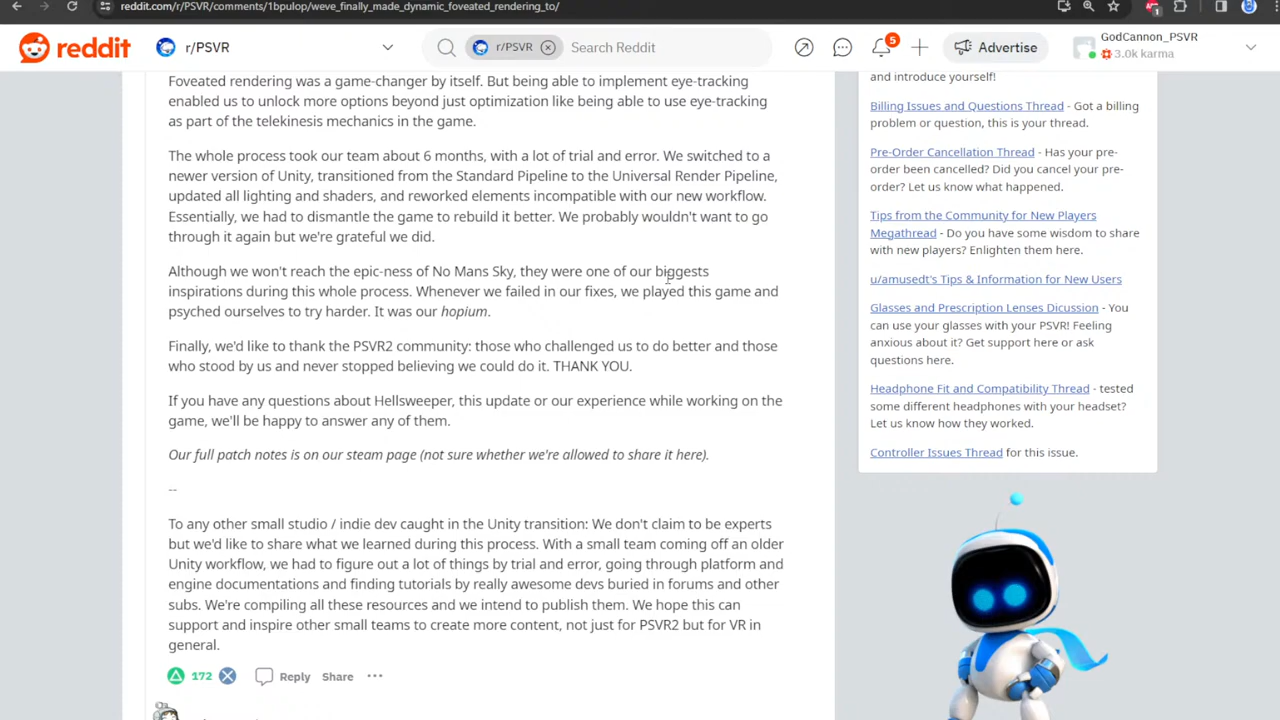 reddit.com/r/PSVR/comments/1bpulop/weve_finally_made_dynamic_foveated_rendering_to/
1
reddit
r/PSVR
r/PSVR
Search Reddit
5
Advertise
GodCannon_PSVR
3.0k karma
Foveated rendering was a game-changer by itself. But being able to implement eye-tracking
enabled us to unlock more options beyond just optimization like being able to use eye-tracking
as part of the telekinesis mechanics in the game.
The whole process took our team about 6 months, with a lot of trial and error. We switched to a
newer version of Unity, transitioned from the Standard Pipeline to the Universal Render Pipeline,
updated all lighting and shaders, and reworked elements incompatible with our new workflow.
Essentially, we had to dismantle the game to rebuild it better. We probably wouldn't want to go
through it again but we're grateful we did.
Although we won't reach the epic-ness of No Mans Sky, they were one of our biggests
inspirations during this whole process. Whenever we failed in our fixes, we played this game and
psyched ourselves to try harder. It was our hopium.
Finally, we'd like to thank the PSVR2 community: those who challenged us to do better and those
who stood by us and never stopped believing we could do it. THANK YOU.
If you have any questions about Hellsweeper, this update or our experience while working on the
game, we'll be happy to answer any of them.
Our full patch notes is on our steam page (not sure whether we're allowed to share it here).
--
To any other small studio / indie dev caught in the Unity transition: We don't claim to be experts
but we'd like to share what we learned during this process. With a small team coming off an older
Unity workflow, we had to figure out a lot of things by trial and error, going through platform and
engine documentations and finding tutorials by really awesome devs buried in forums and other
subs. We're compiling all these resources and we intend to publish them. We hope this can
support and inspire other small teams to create more content, not just for PSVR2 but for VR in
general.
172
Reply
Share
and introduce yourself!
Billing Issues and Questions Thread - Got a billing
problem or question, this is your thread.
Pre-Order Cancellation Thread - Has your pre-
order been cancelled? Did you cancel your pre-
order? Let us know what happened.
Tips from the Community for New Players
Megathread - Do you have some wisdom to share
with new players? Enlighten them here.
u/amusedt's Tips & Information for New Users
Glasses and Prescription Lenses Dicussion - You
can use your glasses with your PSVR! Feeling
anxious about it? Get support here or ask
questions here.
Headphone Fit and Compatibility Thread - tested
some different headphones with your headset?
Let us know how they worked.
Controller Issues Thread for this issue.